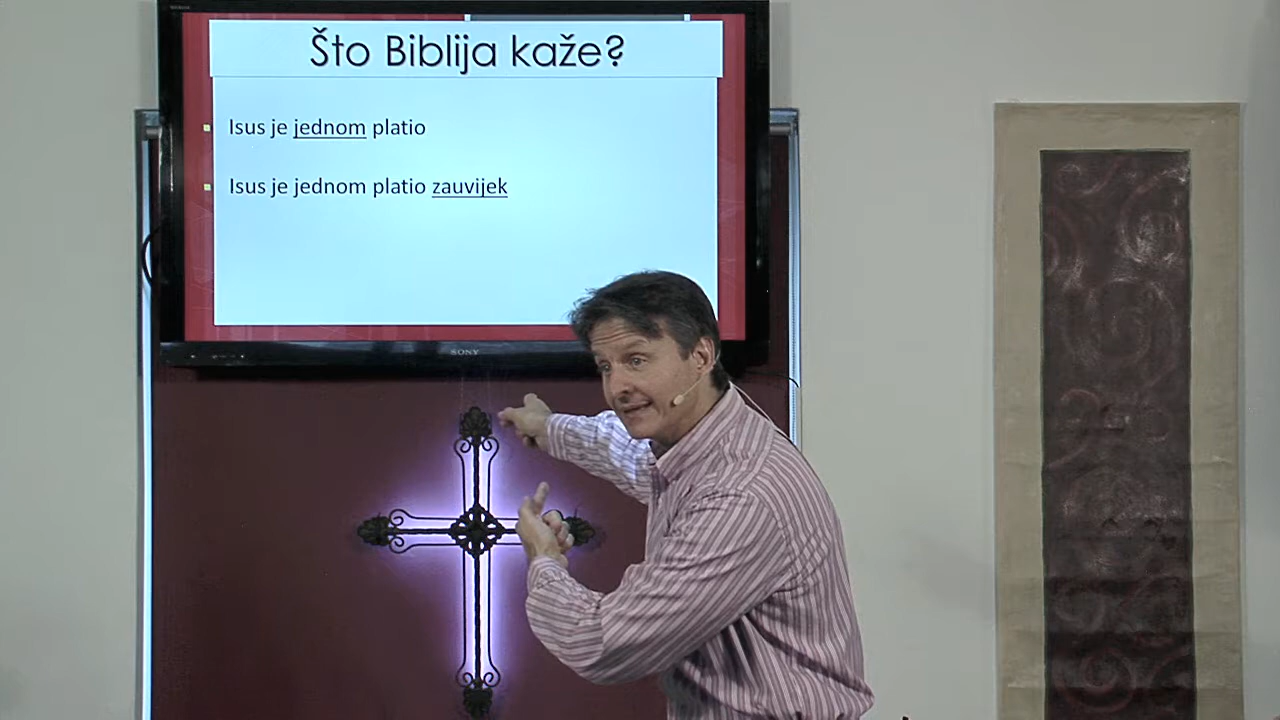 Što Biblija kaže?
Isus je jednom platio
Isus je jednom platio zauvijek
SONY